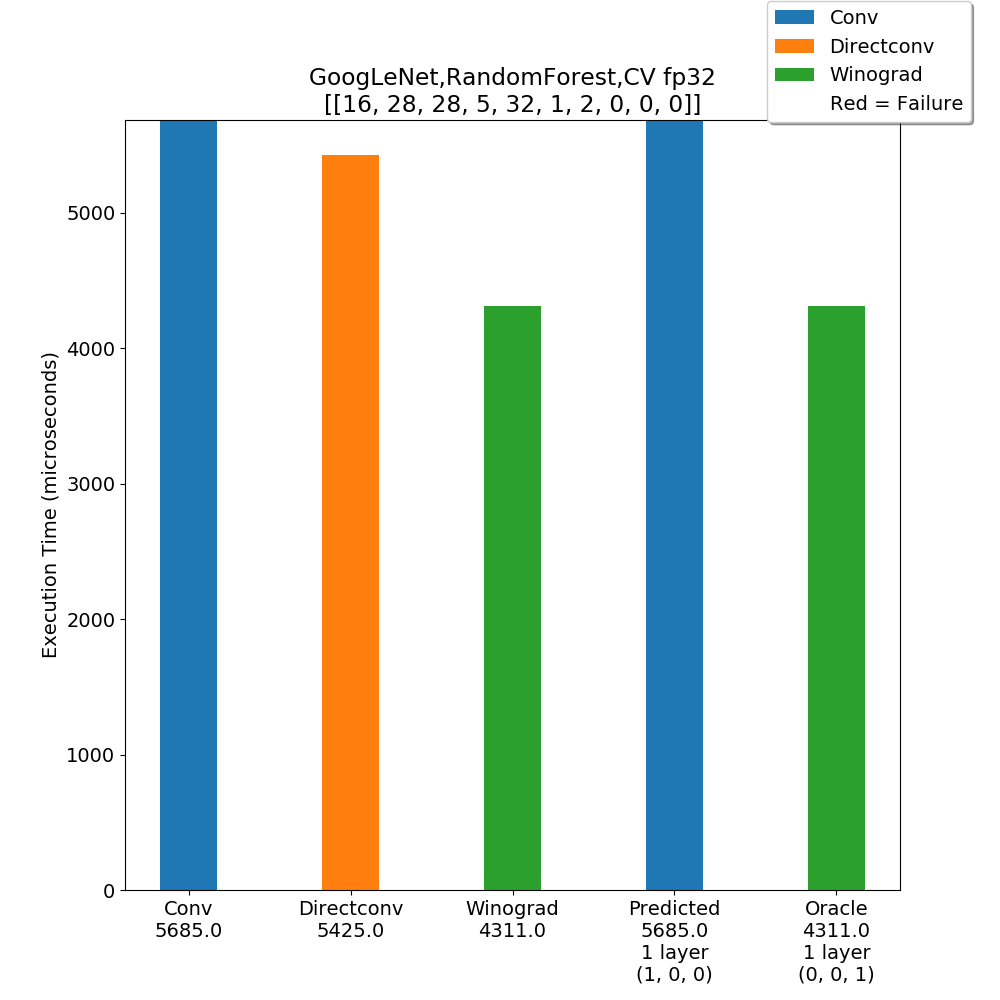 Conv
Directconv
Winograd
Red = Failure
GoogLeNet,RandomForest,CV fp32
[[16, 28, 28, 5, 32, 1, 2, 0, 0, 0]]
Execution Time (microseconds)
5000
4000
3000
2000
1000
0
Conv
5685.0
Directconv
5425.0
Winograd
4311.0
Predicted
5685.0
1 layer
(1, 0, 0)
Oracle
4311.0
1 layer
(0, 0, 1)